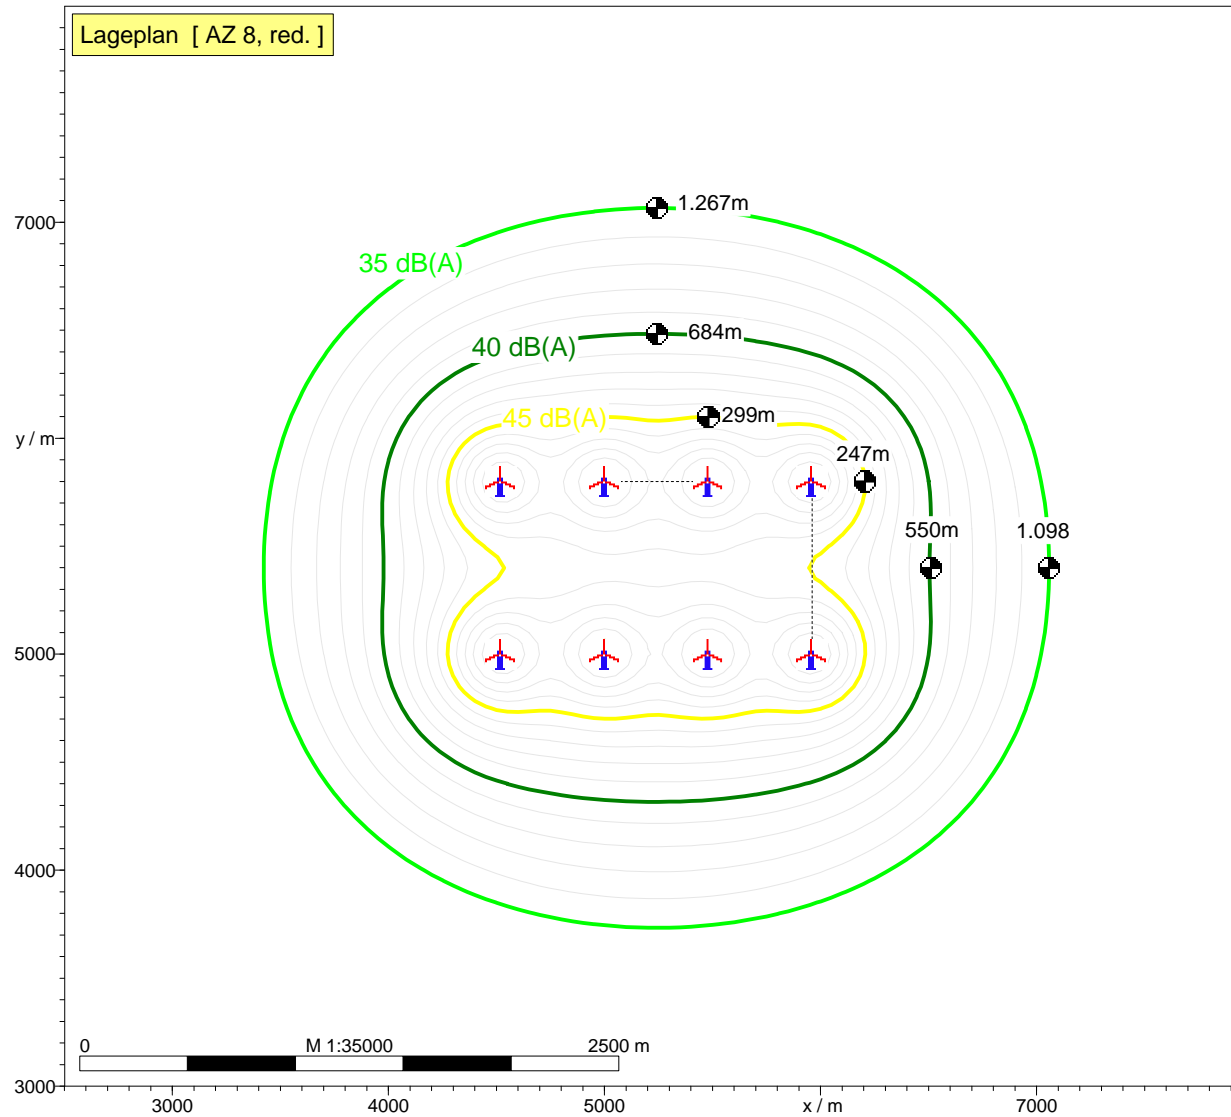 Lageplan [ AZ 8, red. ]
1.267m
7000
35 dB(A)
684m
40 dB(A)
45 dB(A)
299m
y / m
247m
550m
1.098
5000
4000
0
M 1:35000
2500 m
3000
3000
4000
5000
x / m
7000